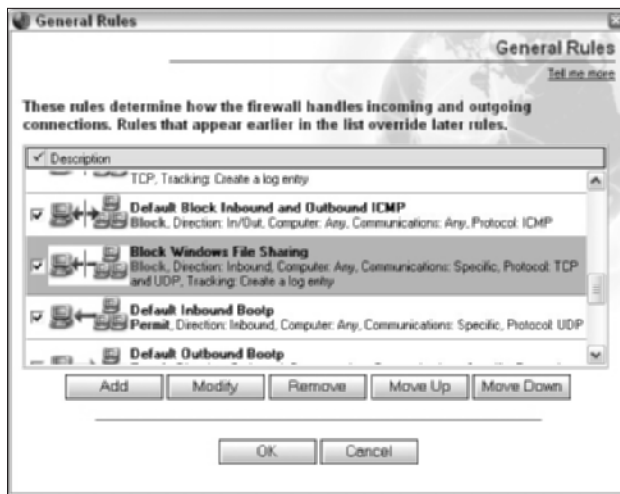 General Rules
General Rules
Tell me more
These rules determine how the firewall handles incoming and outgoing
connections. Rules that appear earlier in the list override later rules.
Description
TCP, Tracking: Create a log entry
Default Block Inbound and Outbound ICMP
Block, Direction: In/Out, Computer: Any, Communications: Any, Protocol: ICMP
Block Windows File Sharing
Block, Direction: Inbound, Computer: Any, Communications: Specific, Protocol: TCP
and UDP, Tracking: Create a log entry
Default Inbound Bootp
Permit, Direction: Inbound, Computer: Any, Communications: Specific, Protocol: UDP
Default Outbound Bootp
Add
Modify
Remove
Move Up
Move Down
OK
Cancel